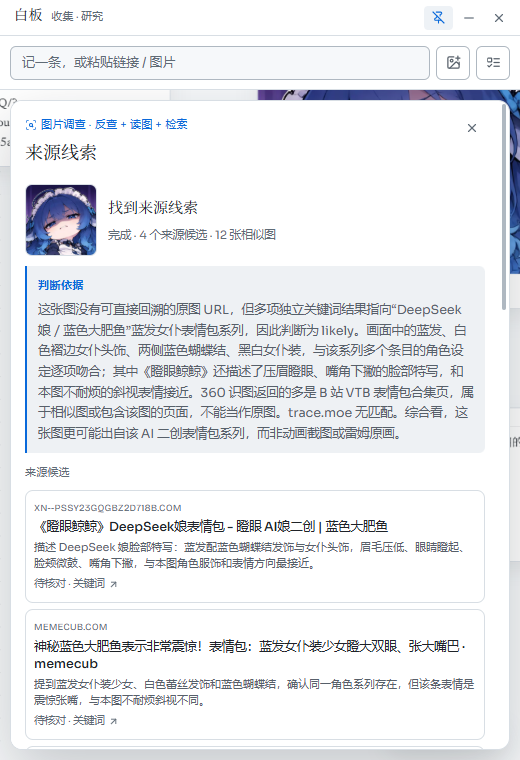 白板 收集 · 研究
记一条，或粘贴链接 / 图片
Q/2
ou
5a
图片调查 · 反查 + 读图 + 检索
来源线索
找到来源线索
完成 · 4 个来源候选 · 12 张相似图
判断依据
这张图没有可直接回溯的原图 URL，但多项独立关键词结果指向“DeepSeek
娘 / 蓝色大肥鱼”蓝发女仆表情包系列，因此判断为 likely。画面中的蓝发、白
色褶边女仆头饰、两侧蓝色蝴蝶结、黑白女仆装，与该系列多个条目的角色设
定逐项吻合；其中《瞪眼鲸鲸》还描述了压眉瞪眼、嘴角下撇的脸部特写，和
本图不耐烦的斜视表情接近。360 识图返回的多是 B 站 VTB 表情包合集页，属
于相似图或包含该图的页面，不能当作原图。trace.moe 无匹配。综合看，这
张图更可能出自该 AI 二创表情包系列，而非动画截图或雷姆原画。
来源候选
XN--PSSY23GQGBZ2D718B.COM
《瞪眼鲸鲸》DeepSeek娘表情包 - 瞪眼 AI娘二创 | 蓝色大肥鱼
描述 DeepSeek 娘脸部特写：蓝发配蓝色蝴蝶结发饰与女仆头饰，眉毛压低、眼睛瞪起、
脸颊微鼓、嘴角下撇，与本图角色服饰和表情方向最接近。
待核对 · 关键词 ↗
MEMECUB.COM
神秘蓝色大肥鱼表示非常震惊！表情包：蓝发女仆装少女瞪大双眼、张大嘴巴 ·
memecub
提到蓝发女仆装少女、白色蕾丝发饰和蓝色蝴蝶结，确认同一角色系列存在，但该条表情是
震惊张嘴，与本图不耐烦斜视不同。
待核对 · 关键词 ↗